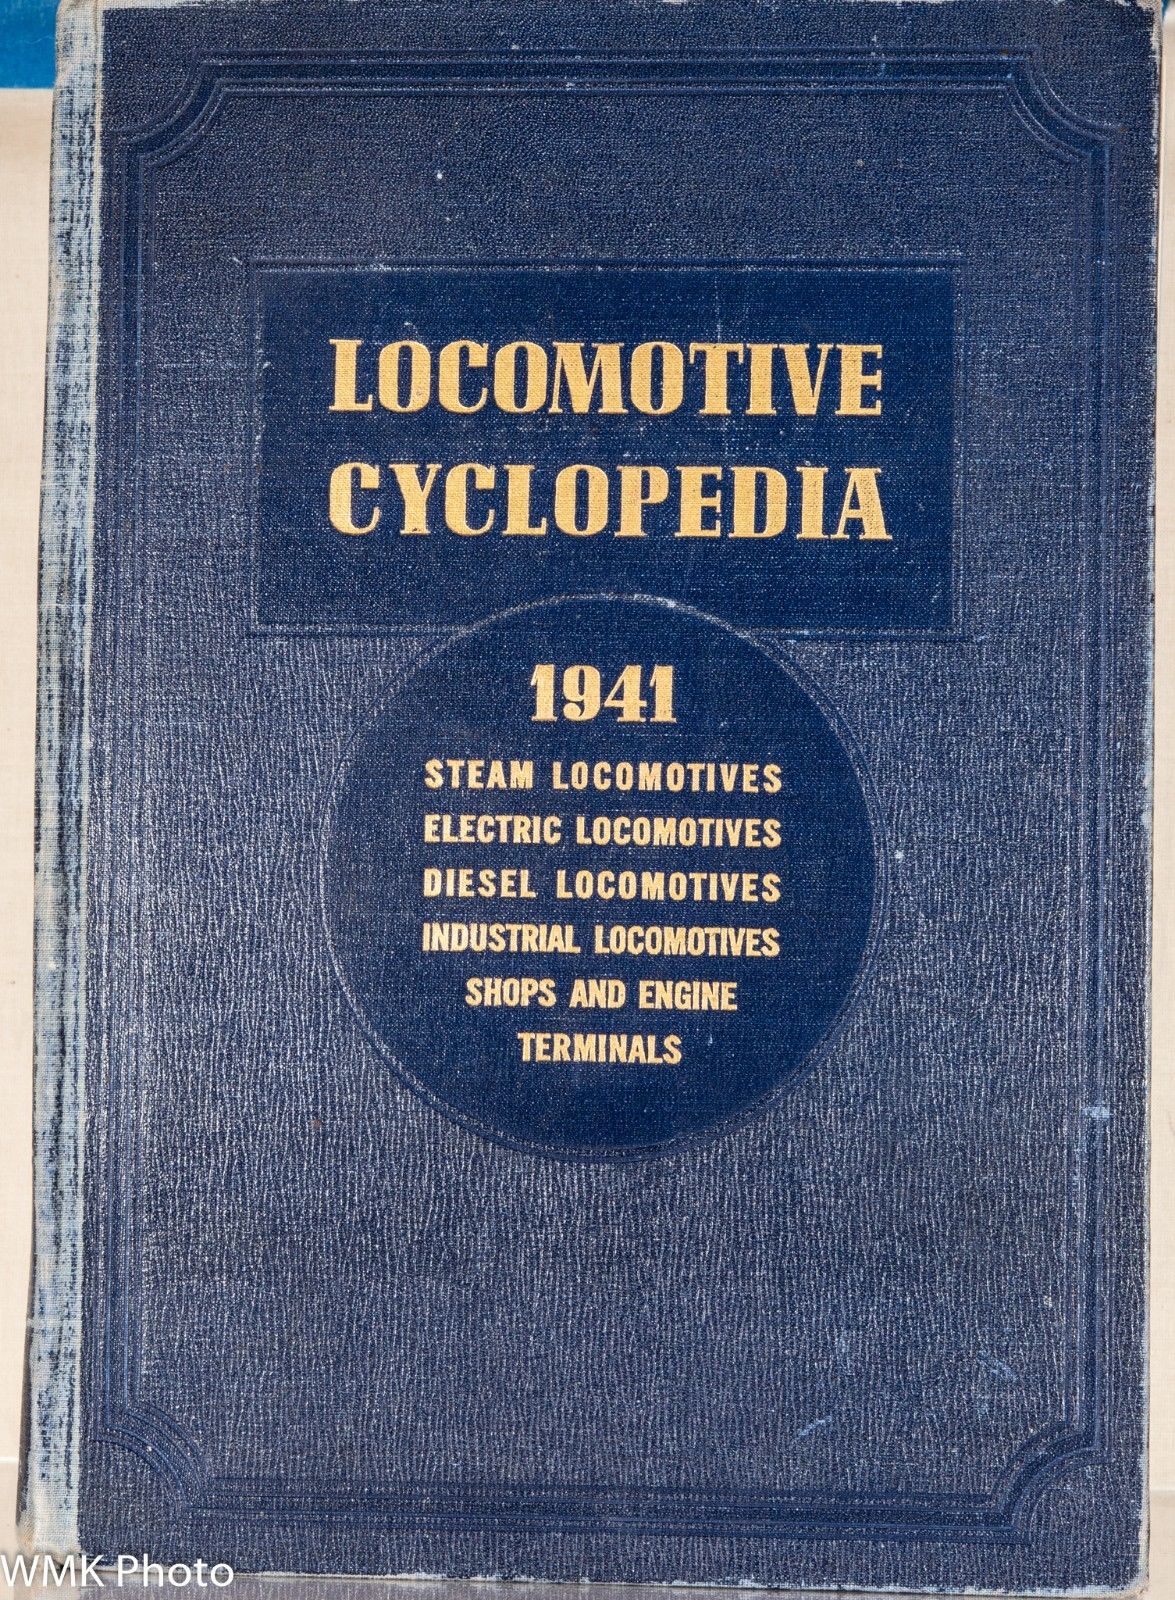 LOCOMOTIVE
CYCLOPEDIA
1941
STEAM LOCOMOTIVES
ELECTRIC LOCOMOTIVES
DIESEL LOCOMOTIVES
INDUSTRIAL LOCOMOTIVES
SHOPS AND ENGINE
TERMINALS
WMK Photo